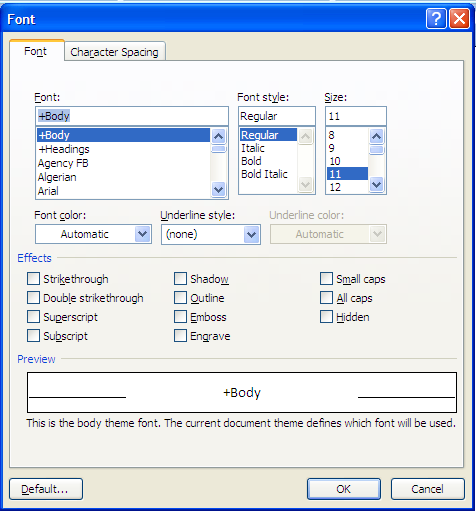 Font
Font Character Spacing
Font: Font style: Size:
+Body Regular 11
+Body Regular 8
+Headings Italic 9
Agency FB Bold 10
Algerian Bold Italic 11
Arial 12
Font color: Underline style: Underline color:
Automatic (none) Automatic
Effects
Strikethrough Shadow Small caps
Double strikethrough Outline All caps
Superscript Emboss Hidden
Subscript Engrave
Preview
+Body
This is the body theme font. The current document theme defines which font will be used.
Default... OK Cancel